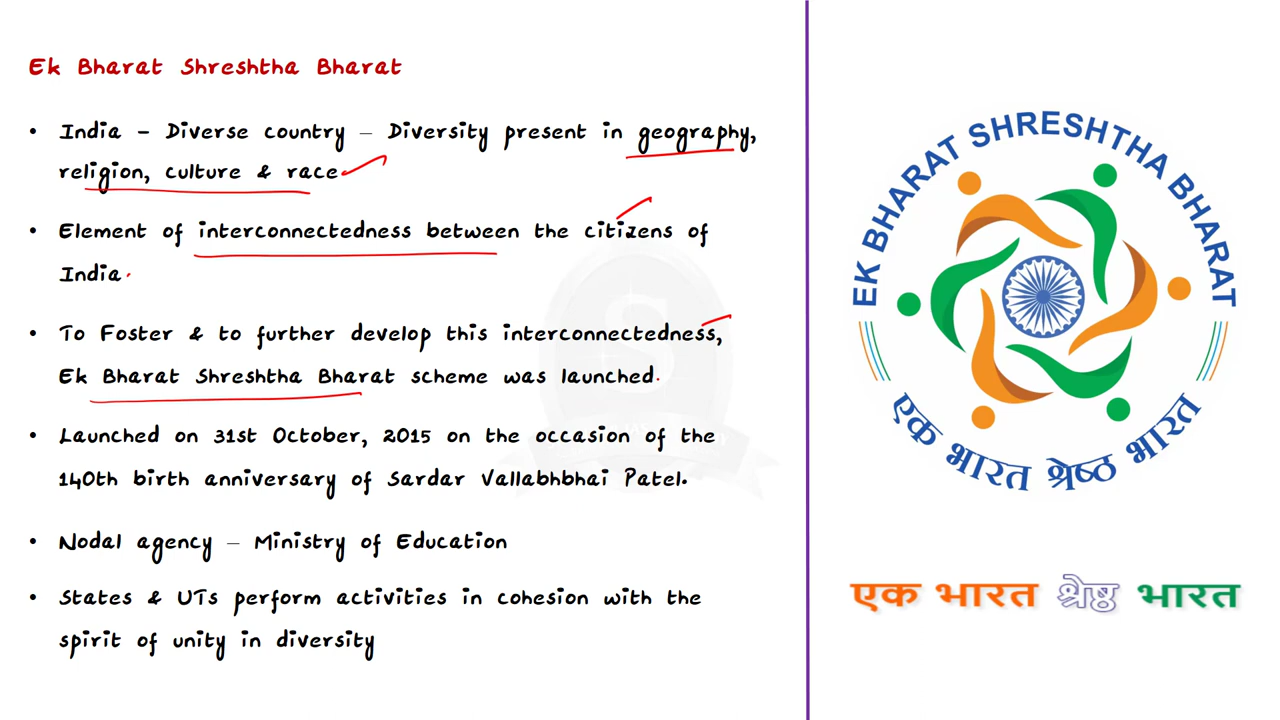 Ek Bharat Shreshtha Bharat
• India - Diverse country – Diversity present in geography,
religion, culture & race
• Element of interconnectedness between the citizens of
India.
• To Foster & to further develop this interconnectedness,
Ek Bharat Shreshtha Bharat scheme was launched.
• Launched on 31st October, 2015 on the occasion of the
140th birth anniversary of Sardar Vallabhbhai Patel.
• Nodal agency – Ministry of Education
• States & UTs perform activities in cohesion with the
spirit of unity in diversity
EK BHARAT SHRESHTHA BHARAT
एक भारत श्रेष्ठ भारत
एक भारत श्रेष्ठ भारत